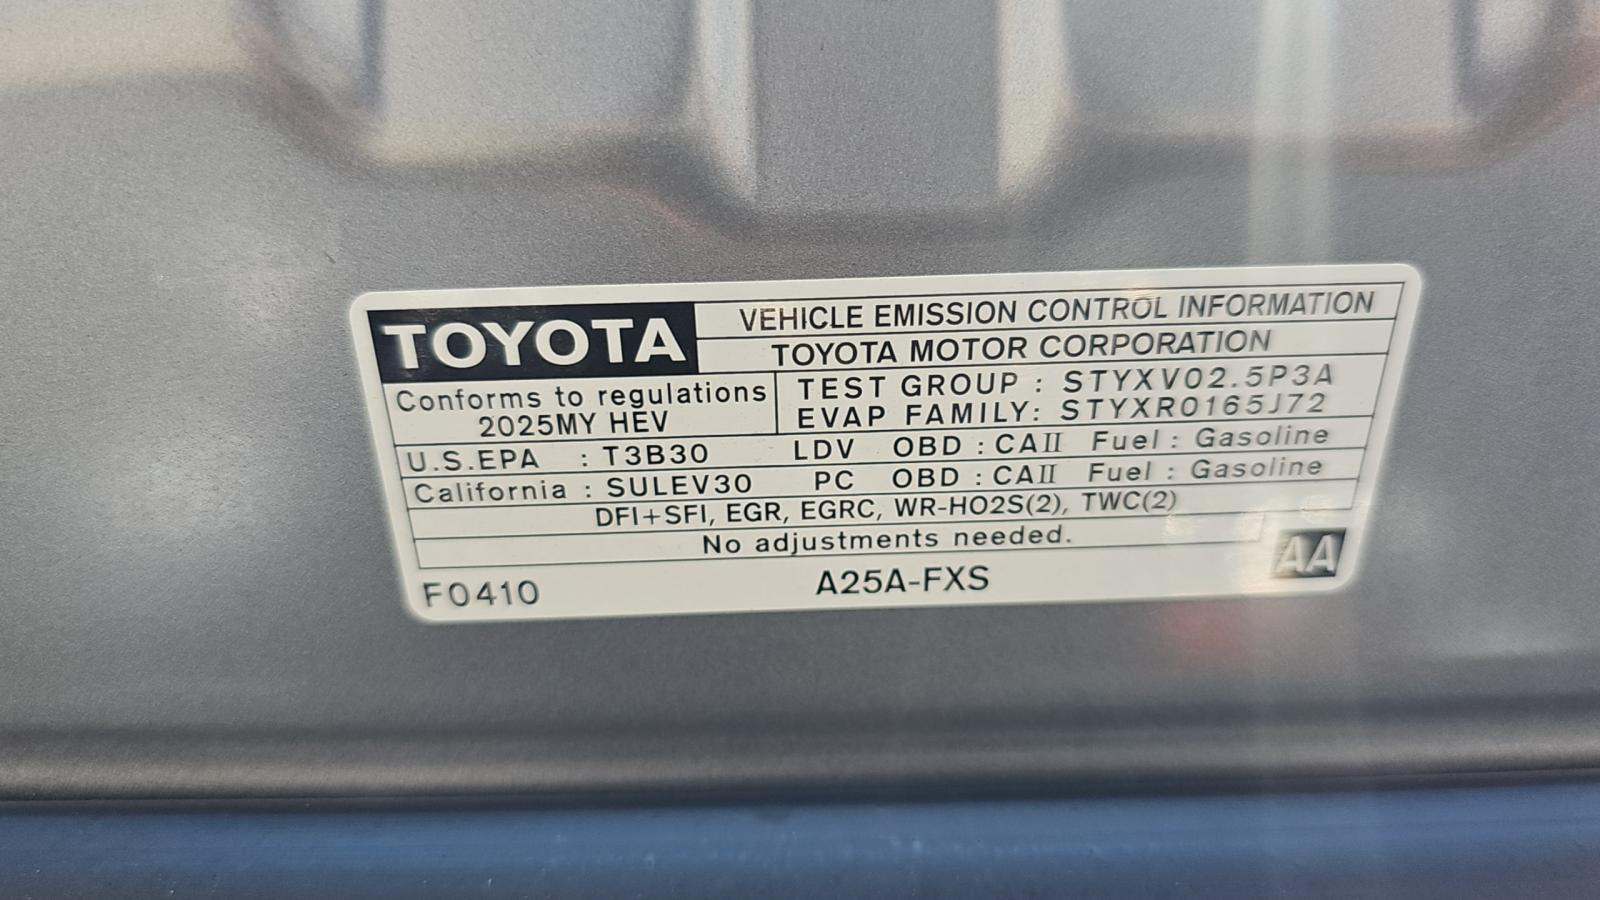 TOYOTA
VEHICLE EMISSION CONTROL INFORMATION
TOYOTA MOTOR CORPORATION
Conforms to regulations
2025MY HEV
TEST GROUP : STYXV02.5P3A
EVAP FAMILY: STYXR0165J72
U.S.EPA : T3B30 LDV OBD : CAII Fuel : Gasoline
California : SULEV30 PC OBD : CAII Fuel : Gasoline
DFI+SFI, EGR, EGRC, WR-HO2S(2), TWC(2)
No adjustments needed.
F0410 A25A-FXS AA